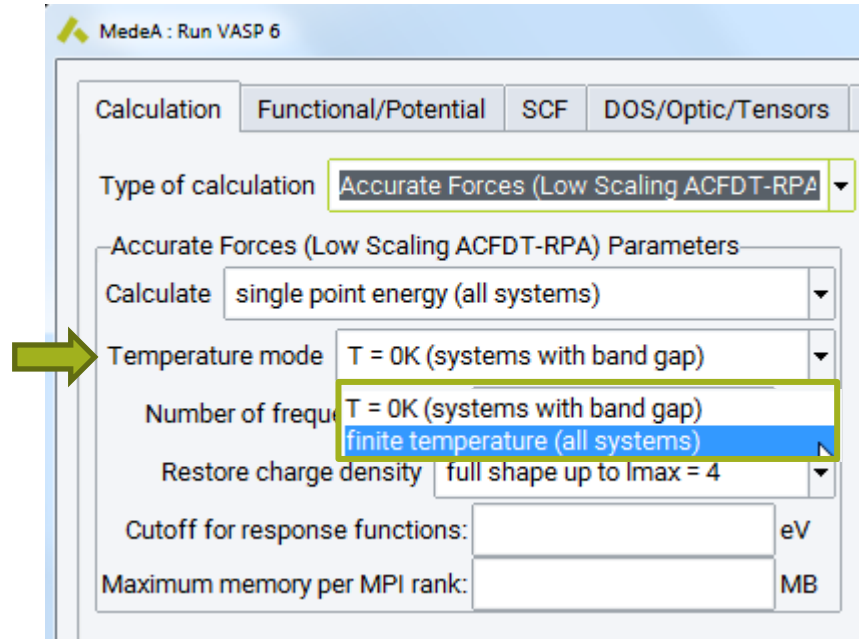 MedeA : Run VASP 6
Calculation Functional/Potential SCF DOS/Optic/Tensors
Type of calculation Accurate Forces (Low Scaling ACFDT-RPA
Accurate Forces (Low Scaling ACFDT-RPA) Parameters
Calculate single point energy (all systems)
Temperature mode T = 0K (systems with band gap)
Number of freque T = 0K (systems with band gap)
finite temperature (all systems)
Restore charge density full shape up to lmax = 4
Cutoff for response functions: eV
Maximum memory per MPI rank: MB